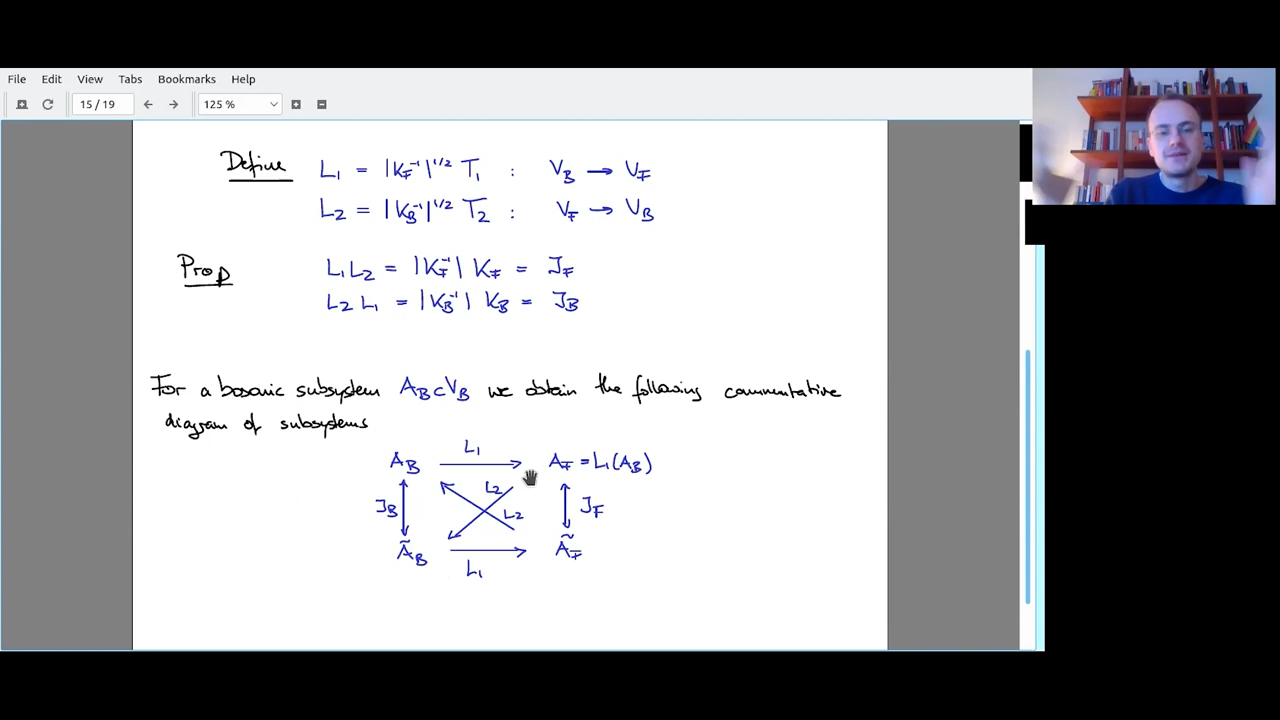 File Edit View Tabs Bookmarks Help
15 / 19 125 %
Define L₁ = |K_F⁻¹|^{1/2} T₁ : V_B → V_F
L₂ = |K_B⁻¹|^{1/2} T₂ : V_F → V_B
Prop L₁L₂ = |K_F⁻¹| K_F = J_F
L₂ L₁ = |K_B⁻¹| K_B = J_B
For a bosonic subsystem A_B ⊂ V_B we obtain the following commutative
diagram of subsystems
L₁
A_B → A_F = L₁(A_B)
J_B L₂ L₂ J_F
Ã_B → Ã_F
L₁